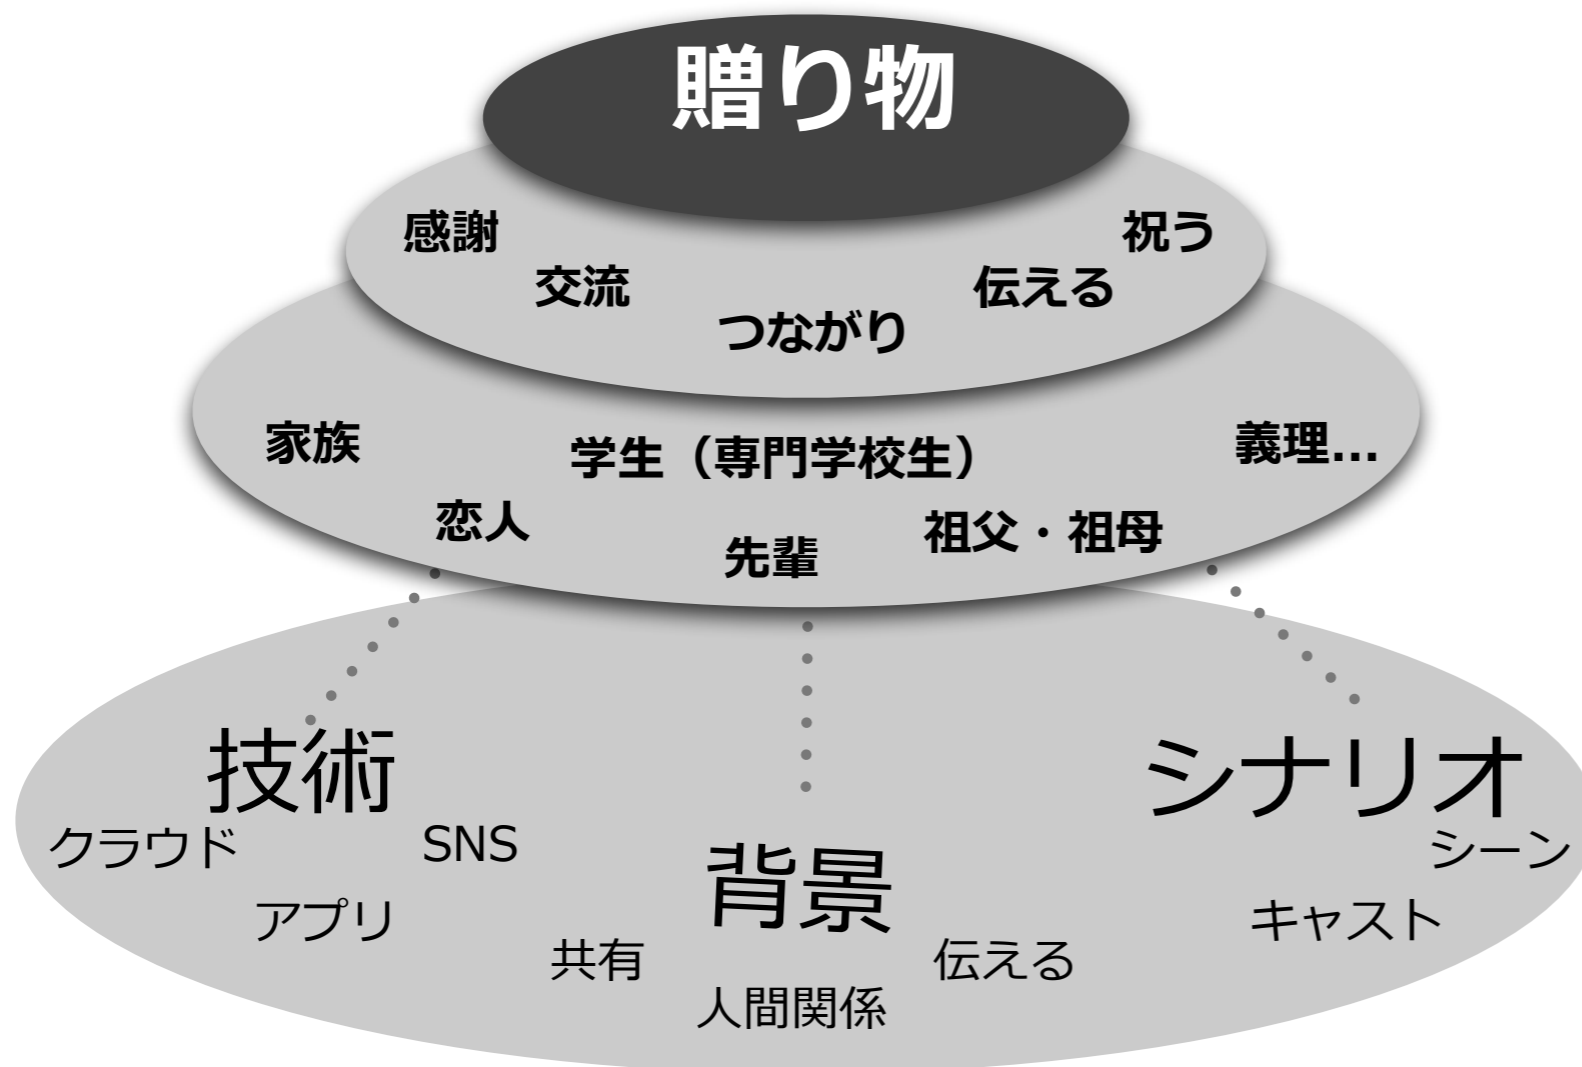 贈り物
感謝
祝う
交流
伝える
つながり
家族
学生（専門学校生）
義理...
恋人
先輩
祖父・祖母
技術
シナリオ
クラウド
SNS
シーン
背景
アプリ
キャスト
共有
伝える
人間関係